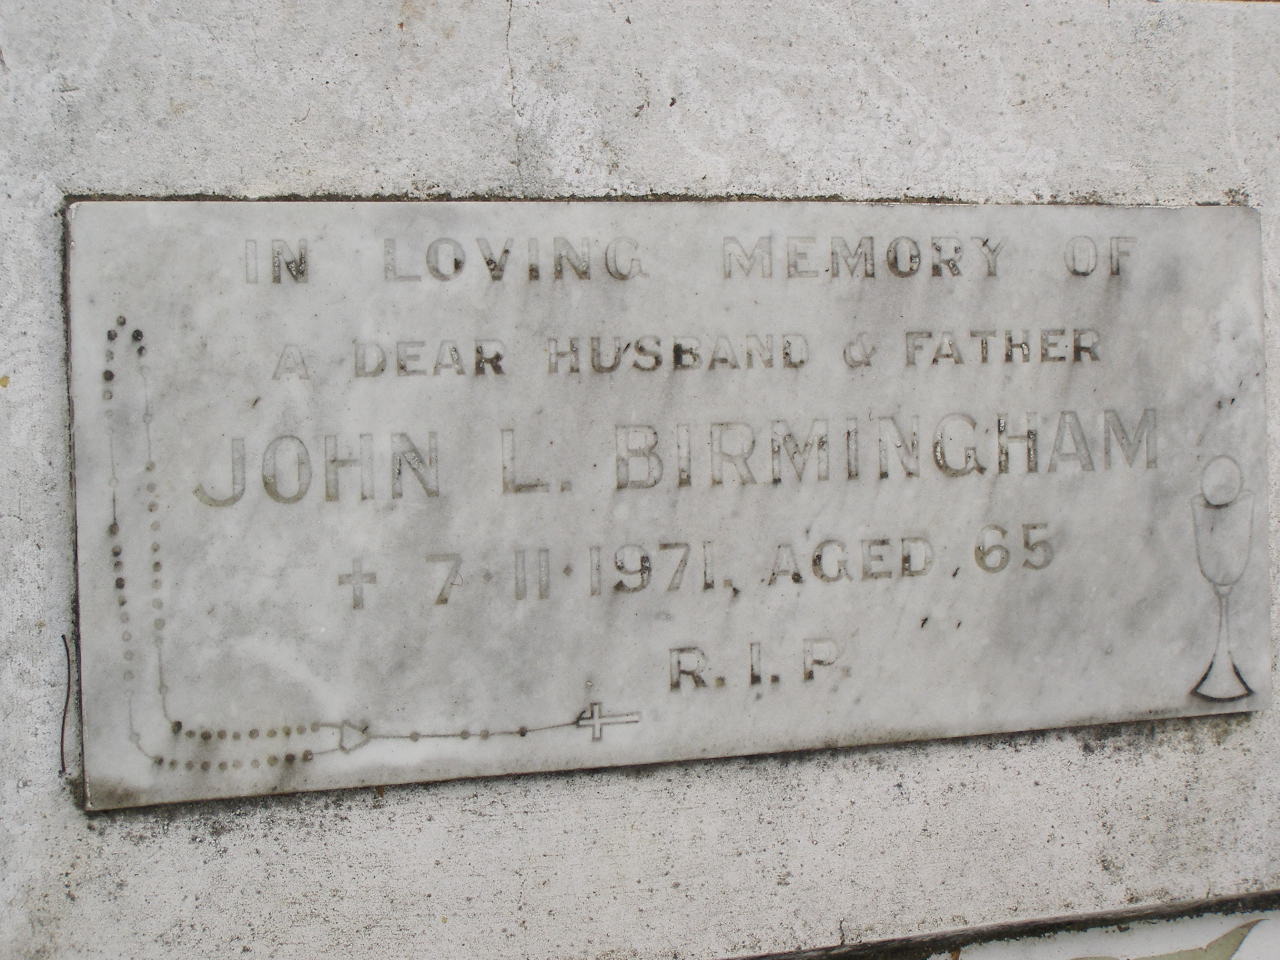 IN LOVING MEMORY OF
A DEAR HUSBAND & FATHER
JOHN L. BIRMINGHAM
✝ 7·11·1971, AGED 65
R.I.P.